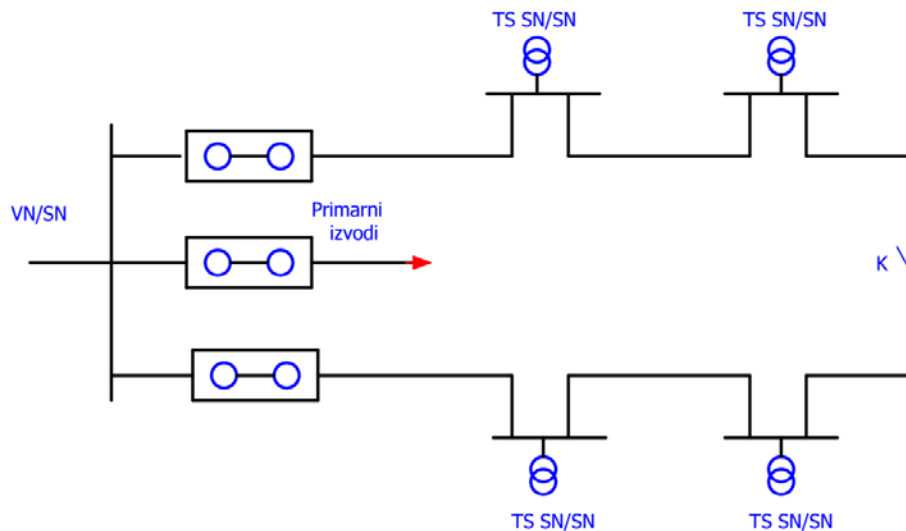 TS SN/SN
TS SN/SN
VN/SN
Primarni
izvodi
K
TS SN/SN
TS SN/SN